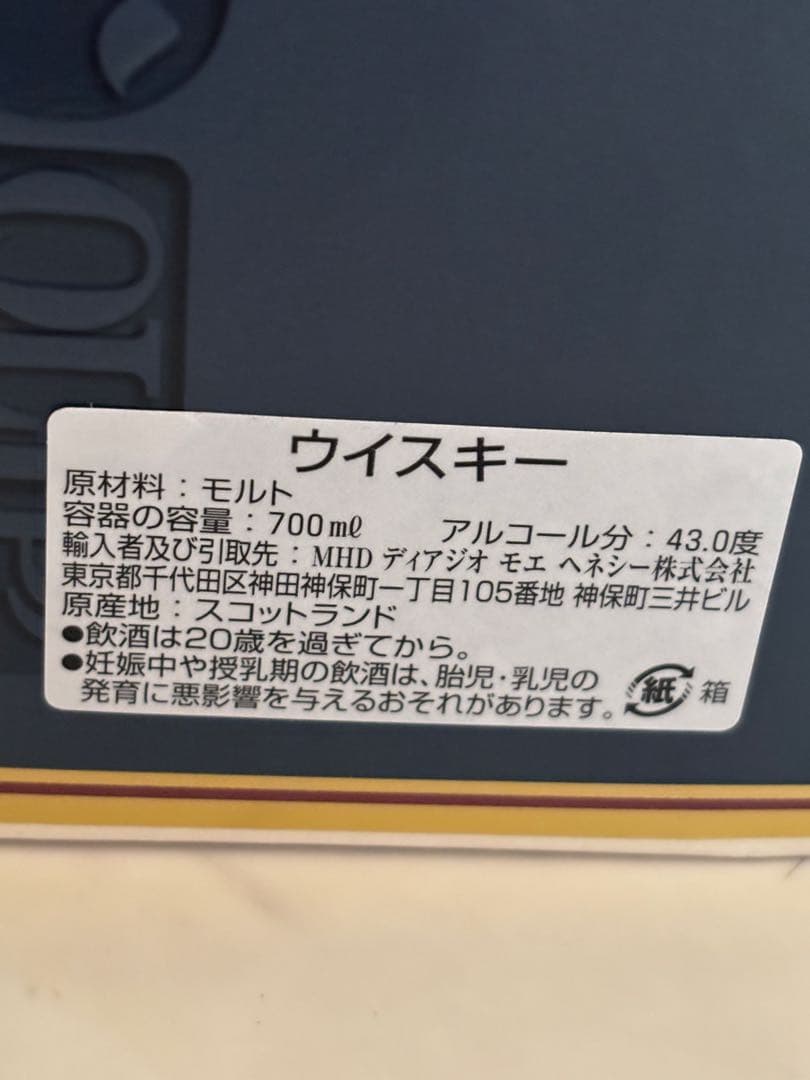 ウイスキー
原材料：モルト
容器の容量：700㎖ アルコール分：43.0度
輸入者及び引取先：MHD ディアジオ モエ ヘネシー株式会社
東京都千代田区神田神保町一丁目105番地 神保町三井ビル
原産地：スコットランド
●飲酒は20歳を過ぎてから。
●妊娠中や授乳期の飲酒は、胎児・乳児の
発育に悪影響を与えるおそれがあります。
紙 箱